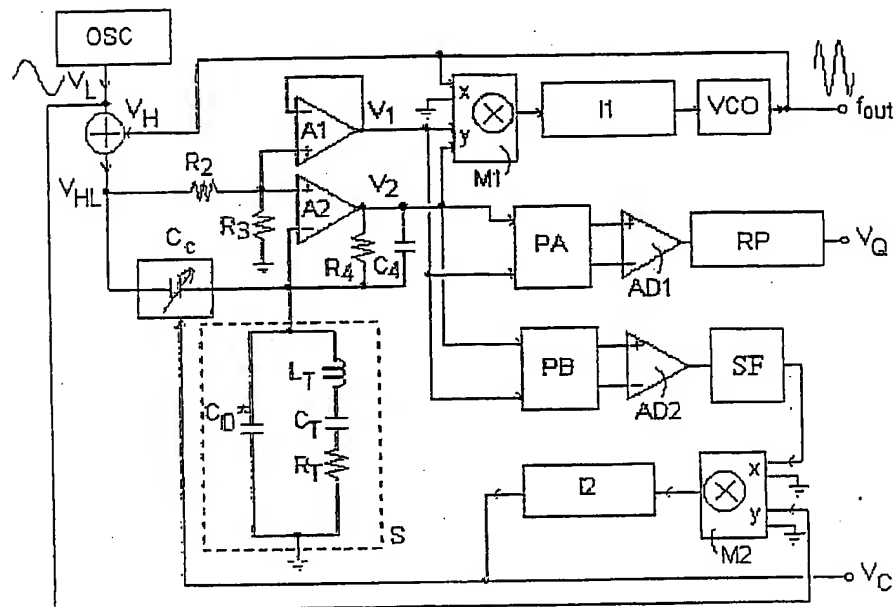 OSC
V_L
V_H
V_HL
R_2
R_3
C_c
A1
A2
V_1
V_2
R_4
C_4
x
y
M1
I1
VCO
f_out
PA
AD1
RP
V_Q
PB
AD2
SF
C_ID*
L_T
C_T
R_T
S
I2
x
y
M2
V_C